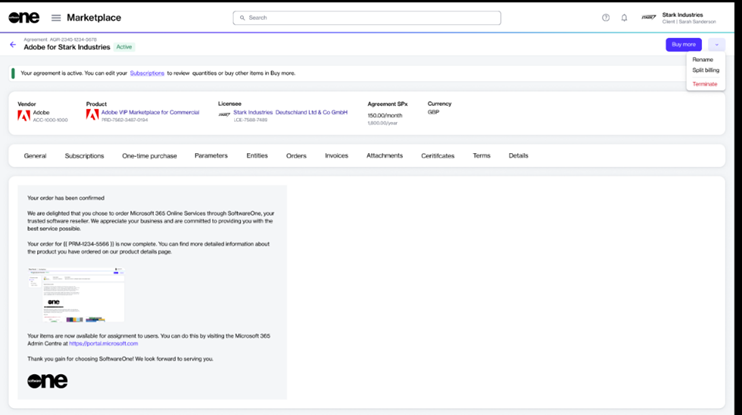 software one
Marketplace
Search
Stark Industries
Client | Sarah Sanderson
Agreement AGR-2340-1234-5678
Adobe for Stark Industries
Active
Buy more
Rename
Split billing
Terminate
Your agreement is active. You can edit your Subscriptions to review quantities or buy other items in Buy more.
Vendor
Adobe
ACC-1000-1000
Product
Adobe VIP Marketplace for Commercial
PRD-7562-5467-0194
Licensee
Stark Industries Deutschland Ltd & Co GmbH
LCE-7566-7489
Agreement SPx
150.00/month
1,800.00/year
Currency
GBP
General
Subscriptions
One-time purchase
Parameters
Entities
Orders
Invoices
Attachments
Ceritifcates
Terms
Details
Your order has been confirmed
We are delighted that you chose to order Microsoft 365 Online Services through SoftwareOne, your
trusted software reseller. We appreciate your business and are committed to providing you with the
best service possible.
Your order for {{ PRM-1234-5566 }} is now complete. You can find more detailed information about
the product you have ordered on our product details page.
one
Your items are now available for assignment to users. You can do this by visiting the Microsoft 365
Admin Centre at https://portal.microsoft.com
Thank you gain for choosing SoftwareOne! We look forward to serving you.
software one